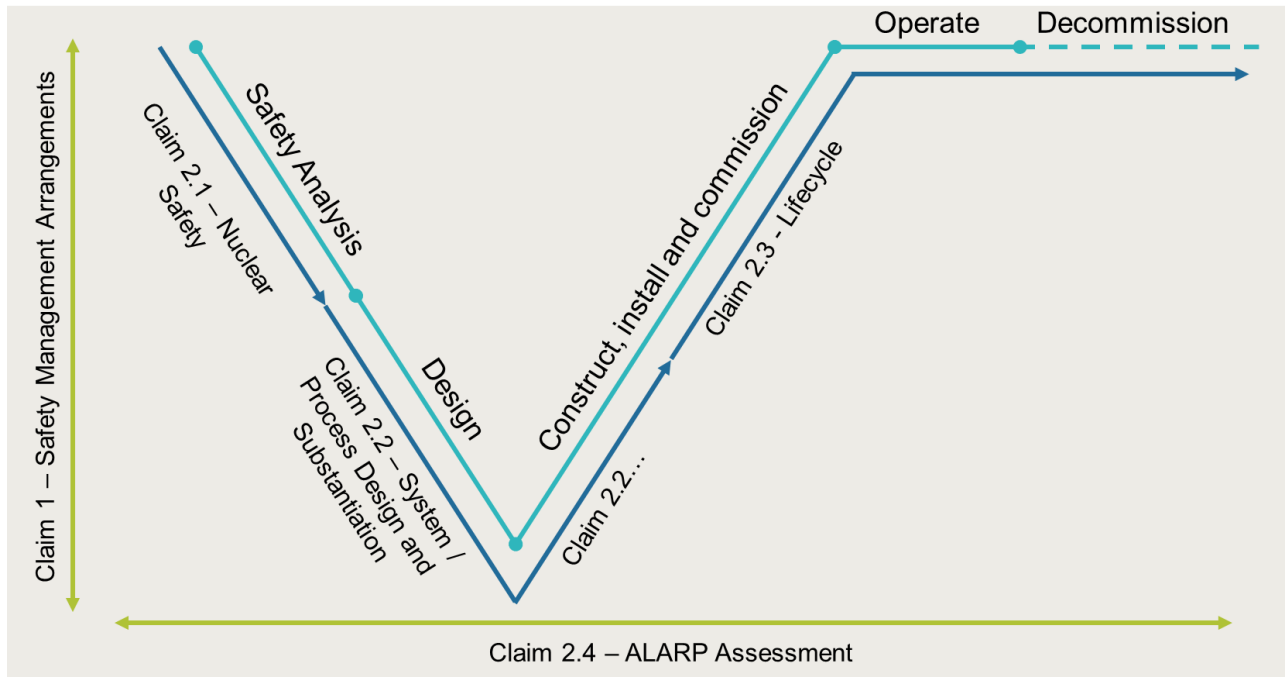 Operate
Decommission
Claim 1 – Safety Management Arrangements
Safety Analysis
Claim 2.1 – Nuclear
Safety
Design
Claim 2.2 – System /
Process Design and
Substantiation
Construct, install and commission
Claim 2.2...
Claim 2.3 - Lifecycle
Claim 2.4 – ALARP Assessment